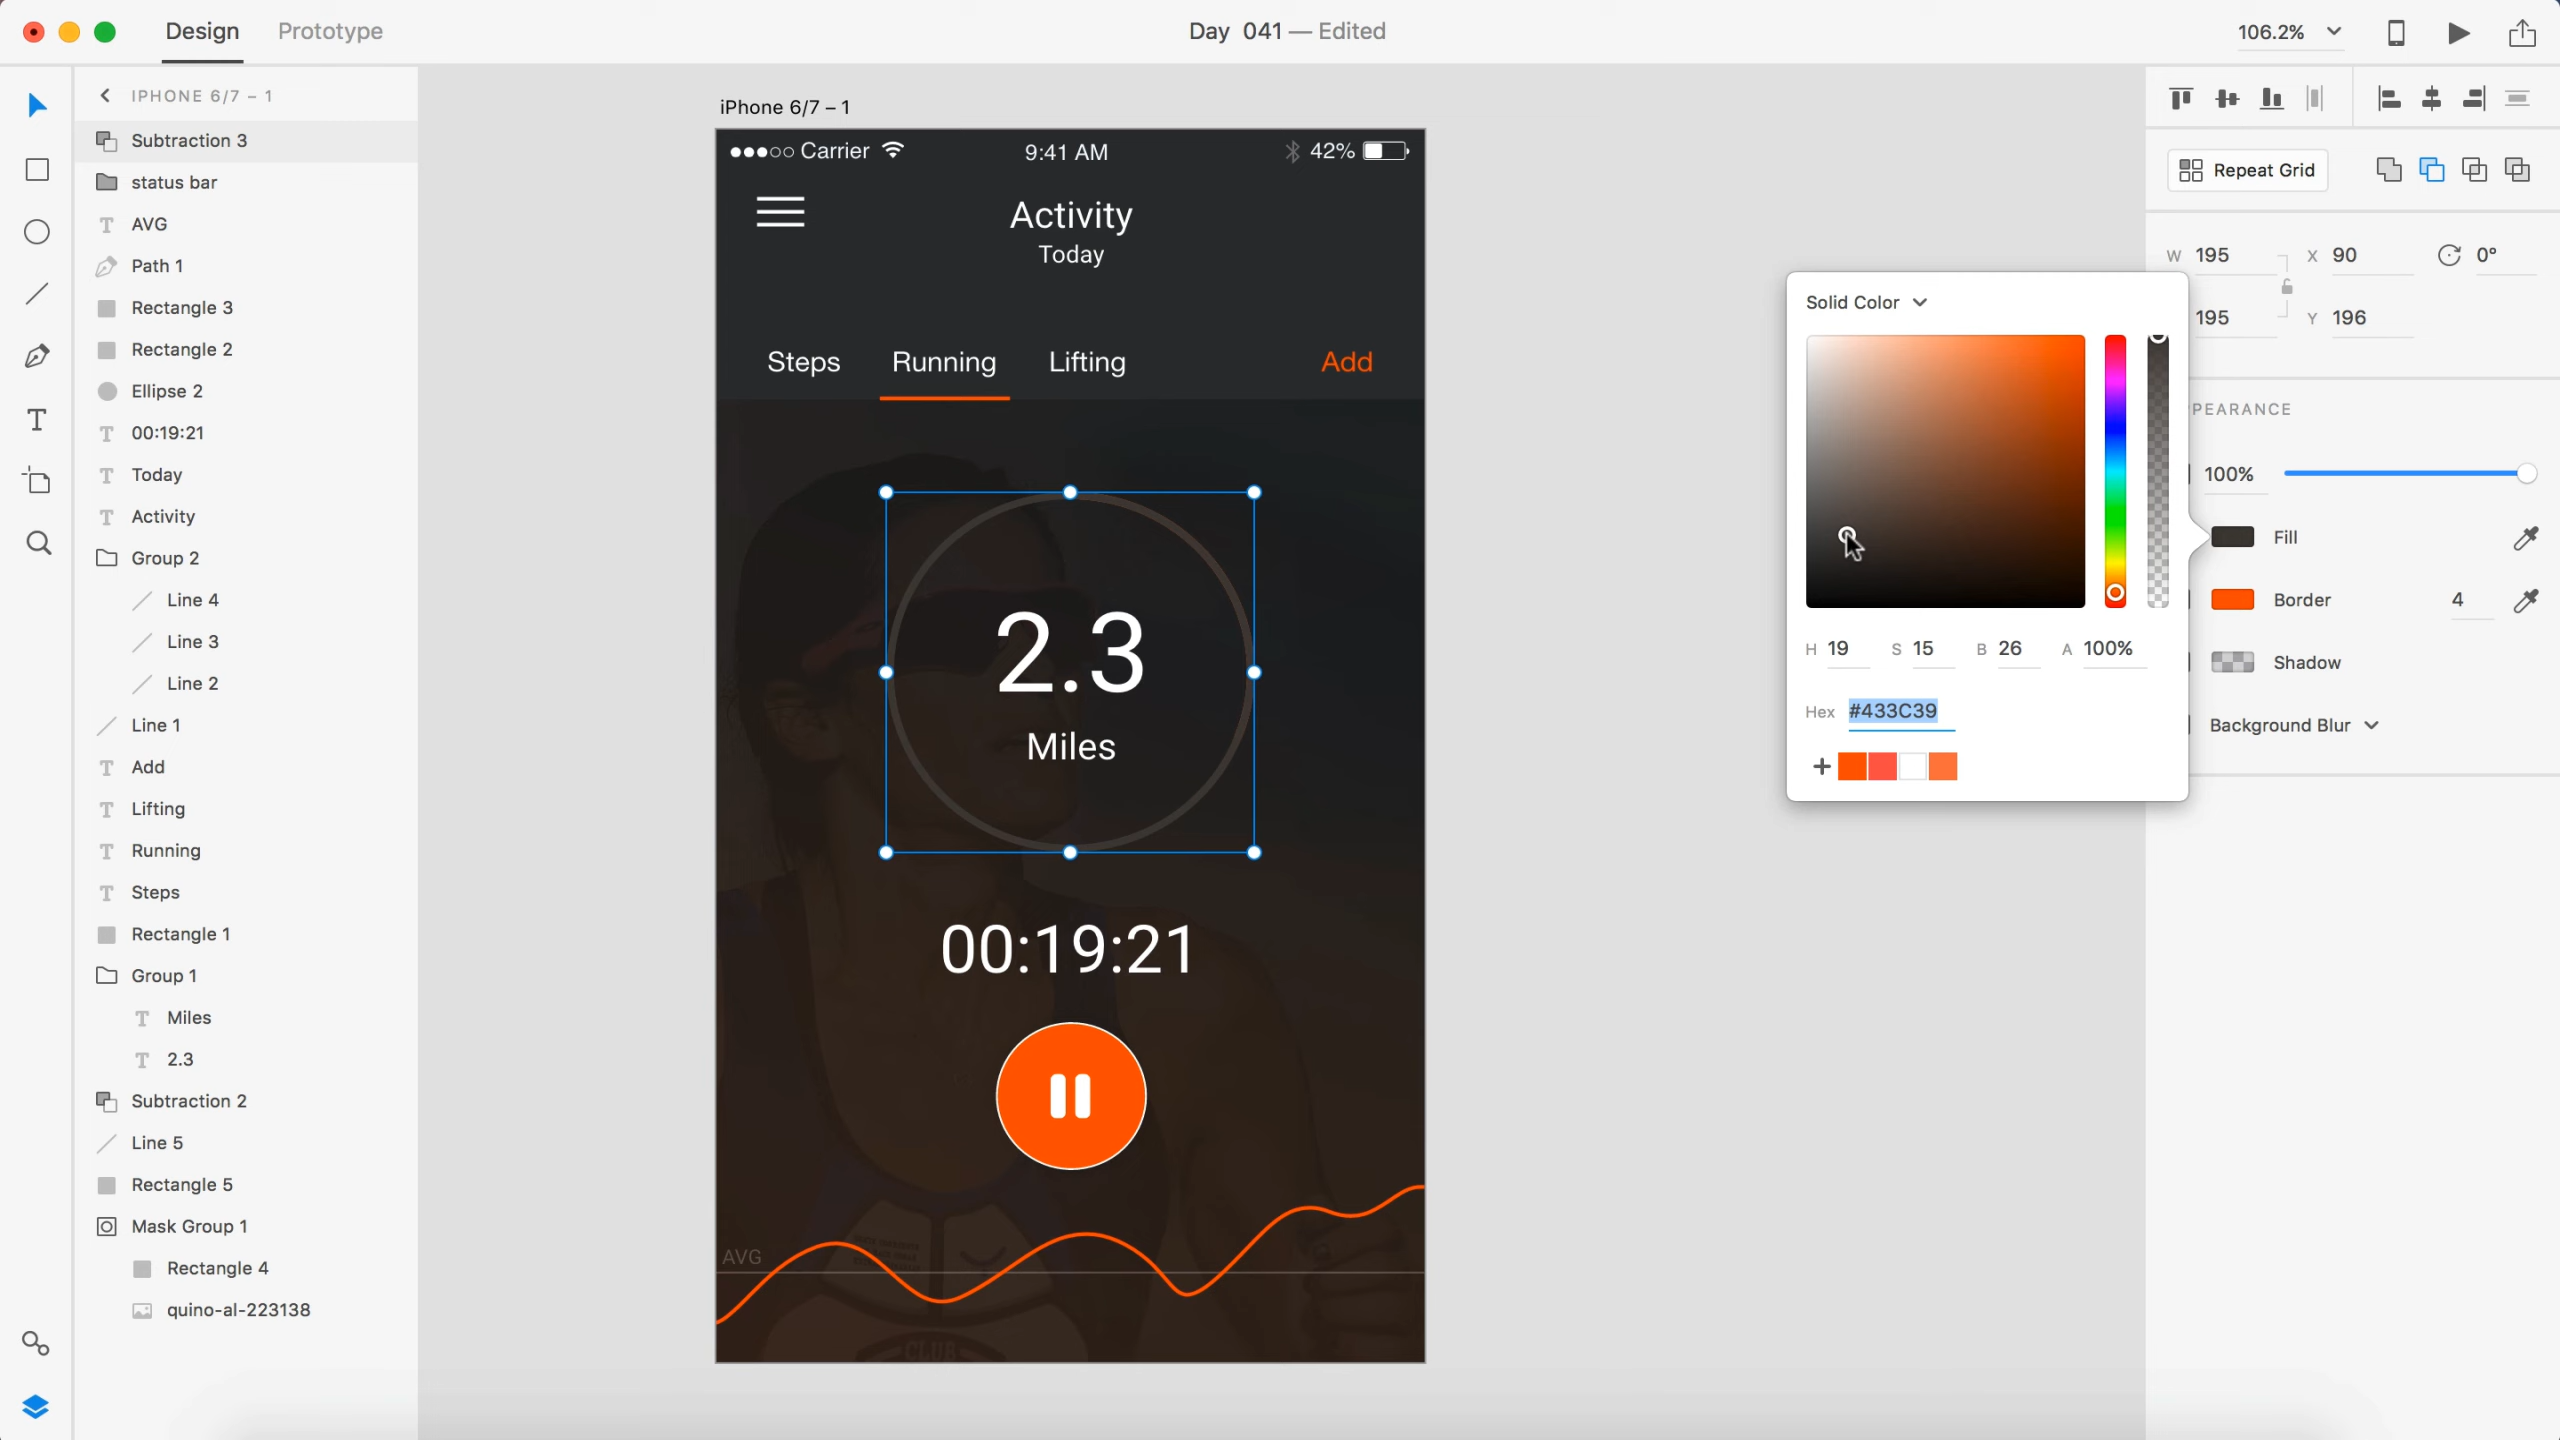 Design
Prototype
Day 041 — Edited
106.2%
IPHONE 6/7 – 1
Subtraction 3
status bar
AVG
Path 1
Rectangle 3
Rectangle 2
Ellipse 2
00:19:21
Today
Activity
Group 2
Line 4
Line 3
Line 2
Line 1
Add
Lifting
Running
Steps
Rectangle 1
Group 1
Miles
2.3
Subtraction 2
Line 5
Rectangle 5
Mask Group 1
Rectangle 4
quino-al-223138
iPhone 6/7 – 1
Carrier 9:41 AM 42%
Activity
Today
Steps Running Lifting Add
2.3
Miles
00:19:21
AVG
CLUB
Solid Color
H 19 S 15 B 26 A 100%
Hex #433C39
Repeat Grid
W 195 X 90 0°
195 Y 196
PEARANCE
100%
Fill
Border 4
Shadow
Background Blur